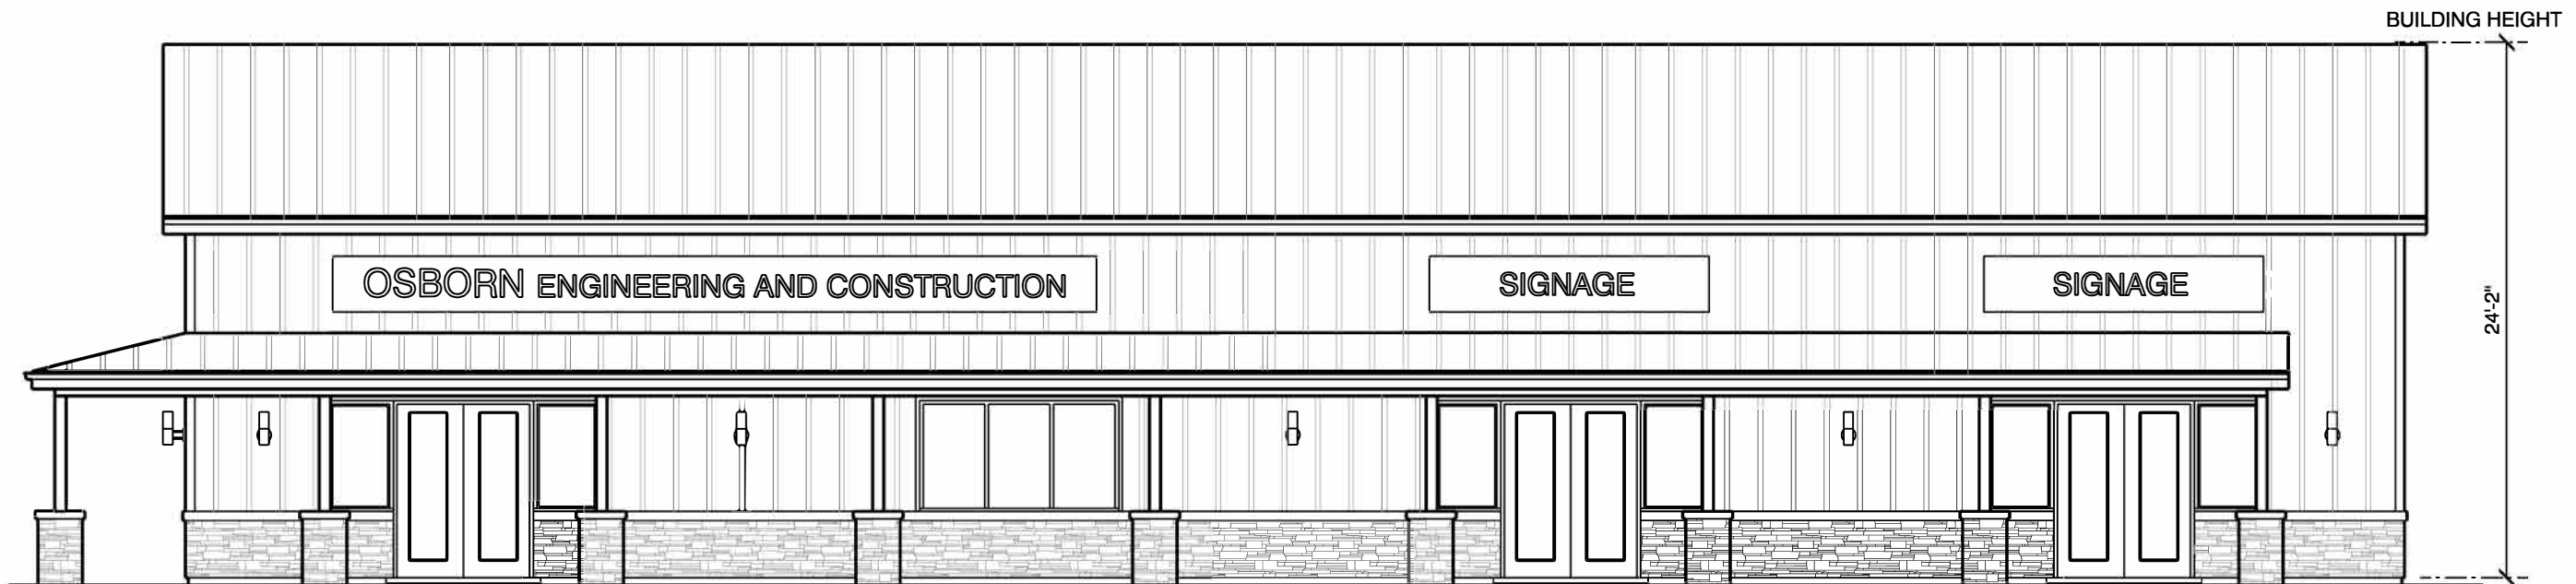 BUILDING HEIGHT
OSBORN ENGINEERING AND CONSTRUCTION
SIGNAGE
SIGNAGE
24'-2"